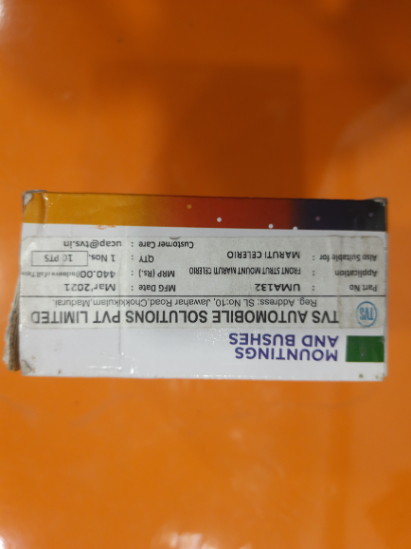 MOUNTINGS
AND BUSHES
TVS TVS AUTOMOBILE SOLUTIONS PVT LIMITED
Reg. Address: SL No:10, Jawahar Road, Chokkikulam, Madurai.
Part No : UMA132 MFG Date : Mar 2021
Application : FRONT STRUT MOUNT MARUTI CELERIO MRP (Rs.) : 440.00
Also Suitable for : MARUTI CELERIO QTY : 1 Nos. 10 PTS
Customer Care : ucap@tvs.in